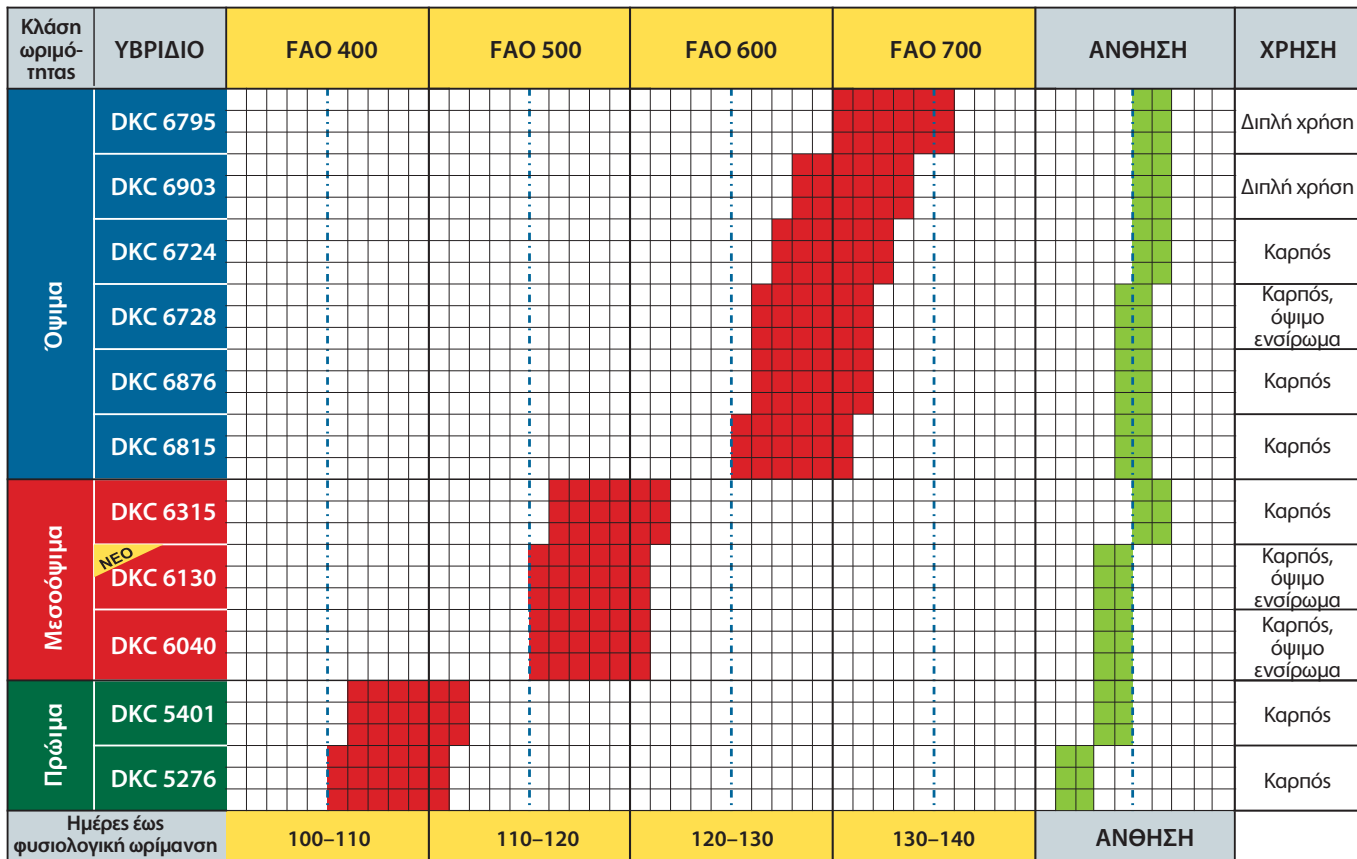 Κλάση
ωριμό-
τητας
ΥΒΡΙΔΙΟ
FAO 400
FAO 500
FAO 600
FAO 700
ΑΝΘΗΣΗ
ΧΡΗΣΗ
Όψιμα
DKC 6795
Διπλή χρήση
DKC 6903
Διπλή χρήση
DKC 6724
Καρπός
DKC 6728
Καρπός,
όψιμο
ενσίρωμα
DKC 6876
Καρπός
DKC 6815
Καρπός
Μεσοόψιμα
DKC 6315
Καρπός
ΝΕΟ
DKC 6130
Καρπός,
όψιμο
ενσίρωμα
DKC 6040
Καρπός,
όψιμο
ενσίρωμα
Πρώιμα
DKC 5401
Καρπός
DKC 5276
Καρπός
Ημέρες έως
φυσιολογική ωρίμανση
100–110
110–120
120–130
130–140
ΑΝΘΗΣΗ